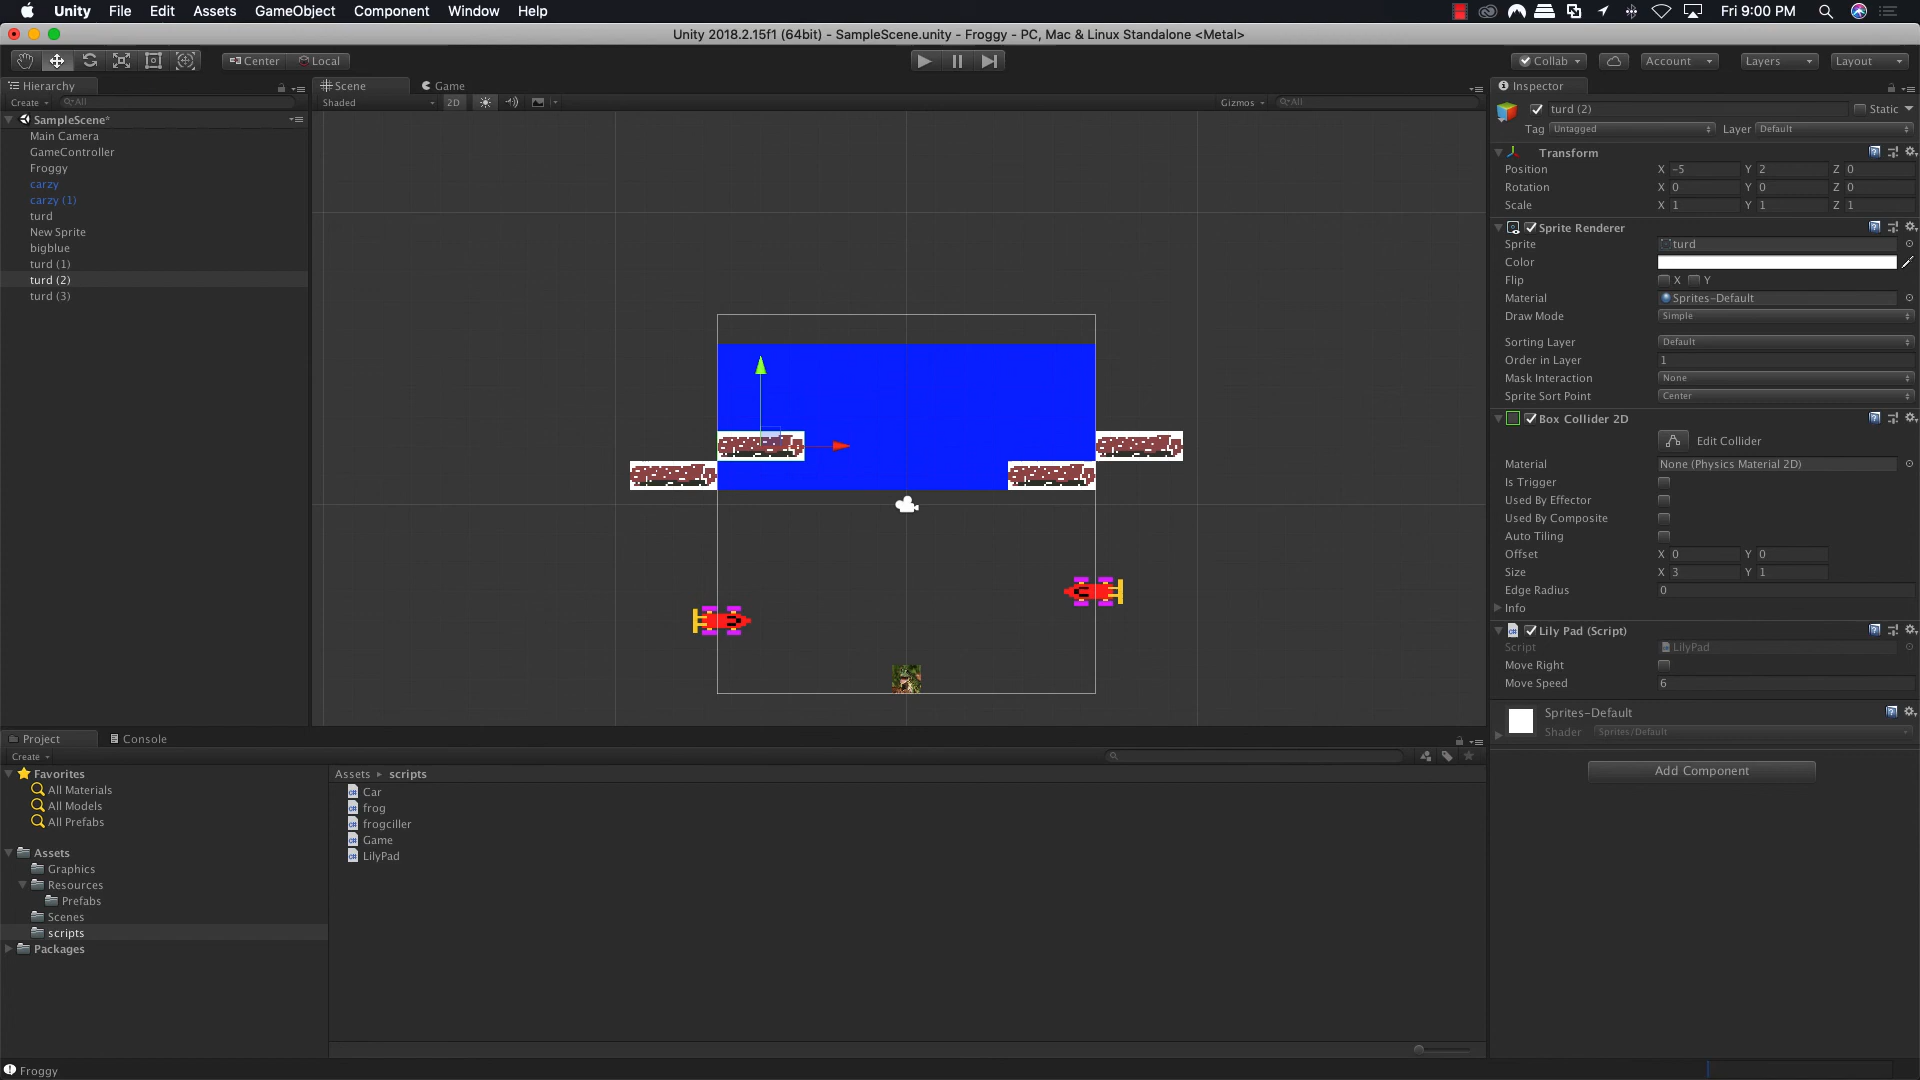 Unity File Edit Assets GameObject Component Window Help Fri 9:00 PM
Unity 2018.2.15f1 (64bit) - SampleScene.unity - Froggy - PC, Mac & Linux Standalone <Metal>
Center Local Collab Account Layers Layout
Hierarchy
Create All
SampleScene*
Main Camera
GameController
Froggy
carzy
carzy (1)
turd
New Sprite
bigblue
turd (1)
turd (2)
turd (3)
Scene Game
Shaded 2D Gizmos All
Inspector
turd (2) Static
Tag Untagged Layer Default
Transform
Position X -5 Y 2 Z 0
Rotation X 0 Y 0 Z 0
Scale X 1 Y 1 Z 1
Sprite Renderer
Sprite turd
Color
Flip X Y
Material Sprites-Default
Draw Mode Simple
Sorting Layer Default
Order in Layer 1
Mask Interaction None
Sprite Sort Point Center
Box Collider 2D
Edit Collider
Material None (Physics Material 2D)
Is Trigger
Used By Effector
Used By Composite
Auto Tiling
Offset X 0 Y 0
Size X 3 Y 1
Edge Radius 0
Info
Lily Pad (Script)
Script LilyPad
Move Right
Move Speed 6
Sprites-Default
Shader Sprites/Default
Add Component
Project Console
Create
Favorites
All Materials
All Models
All Prefabs
Assets
Graphics
Resources
Prefabs
Scenes
scripts
Packages
Assets scripts
Car
frog
frogciller
Game
LilyPad
Froggy